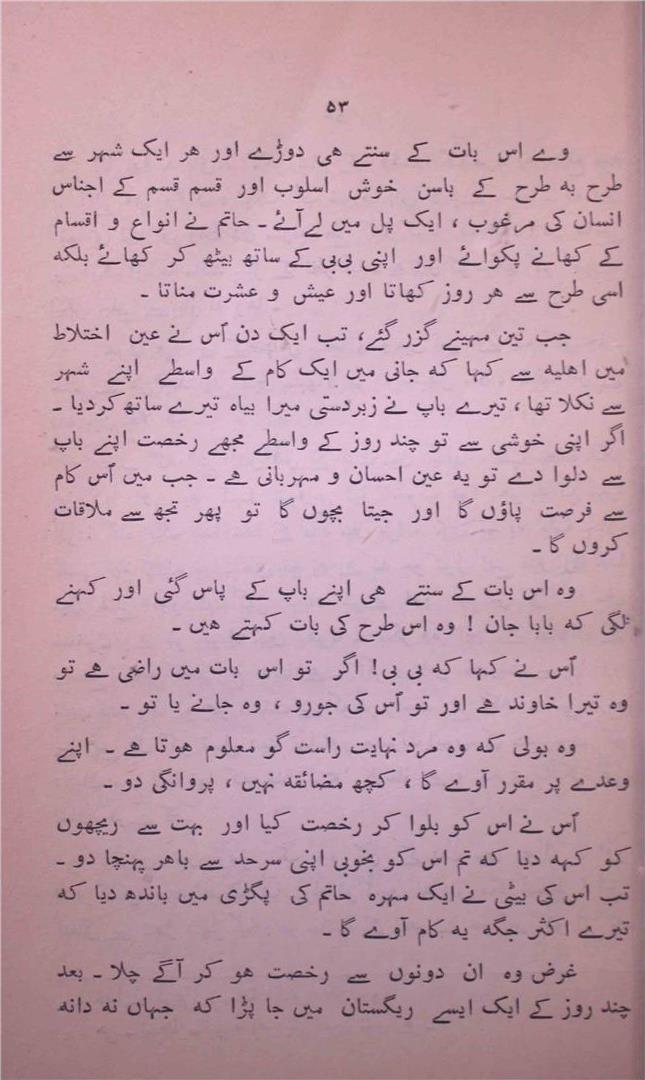 ۵۳
وے اس بات کے سنتے ھی دوڑے اور ھر ایک شہر سے
طرح بہ طرح کے باسن خوش اسلوب اور قسم قسم کے اجناس
انسان کی مرغوب ، ایک پل میں لے آئے ۔ حاتم نے انواع و اقسام
کے کھانے پکوائے اور اپنی بی بی کے ساتھ بیٹھ کر کھائے بلکہ
اسی طرح سے ھر روز کھاتا اور عیش و عشرت مناتا ۔
جب تین مہینے گزر گئے، تب ایک دن اُس نے عین اختلاط
میں اھلیہ سے کہا کہ جانی میں ایک کام کے واسطے اپنے شہر
سے نکلا تھا ، تیرے باپ نے زبردستی میرا بیاہ تیرے ساتھ کردیا ۔
اگر اپنی خوشی سے تو چند روز کے واسطے مجھے رخصت اپنے باپ
سے دلوا دے تو یہ عین احسان و مہربانی ھے ۔ جب میں اُس کام
سے فرصت پاؤں گا اور جیتا بچوں گا تو پھر تجھ سے ملاقات
کروں گا ۔
وہ اس بات کے سنتے ھی اپنے باپ کے پاس گئی اور کہنے
لگی کہ بابا جان ! وہ اس طرح کی بات کہتے ھیں ۔
اُس نے کہا کہ بی بی! اگر تو اس بات میں راضی ھے تو
وہ تیرا خاوند ھے اور تو اُس کی جورو ، وہ جانے یا تو ۔
وہ بولی کہ وہ مرد نہایت راست گو معلوم ھوتا ھے ۔ اپنے
وعدے پر مقرر آوے گا ، کچھ مضائقہ نہیں ، پروانگی دو ۔
اُس نے اس کو بلوا کر رخصت کیا اور بہت سے ریچھوں
کو کہہ دیا کہ تم اس کو بخوبی اپنی سرحد سے باھر پہنچا دو ۔
تب اس کی بیٹی نے ایک مہرہ حاتم کی پگڑی میں باندھ دیا کہ
تیرے اکثر جگہ یہ کام آوے گا ۔
غرض وہ ان دونوں سے رخصت ھو کر آگے چلا ۔ بعد
چند روز کے ایک ایسے ریگستان میں جا پڑا کہ جہاں نہ دانہ